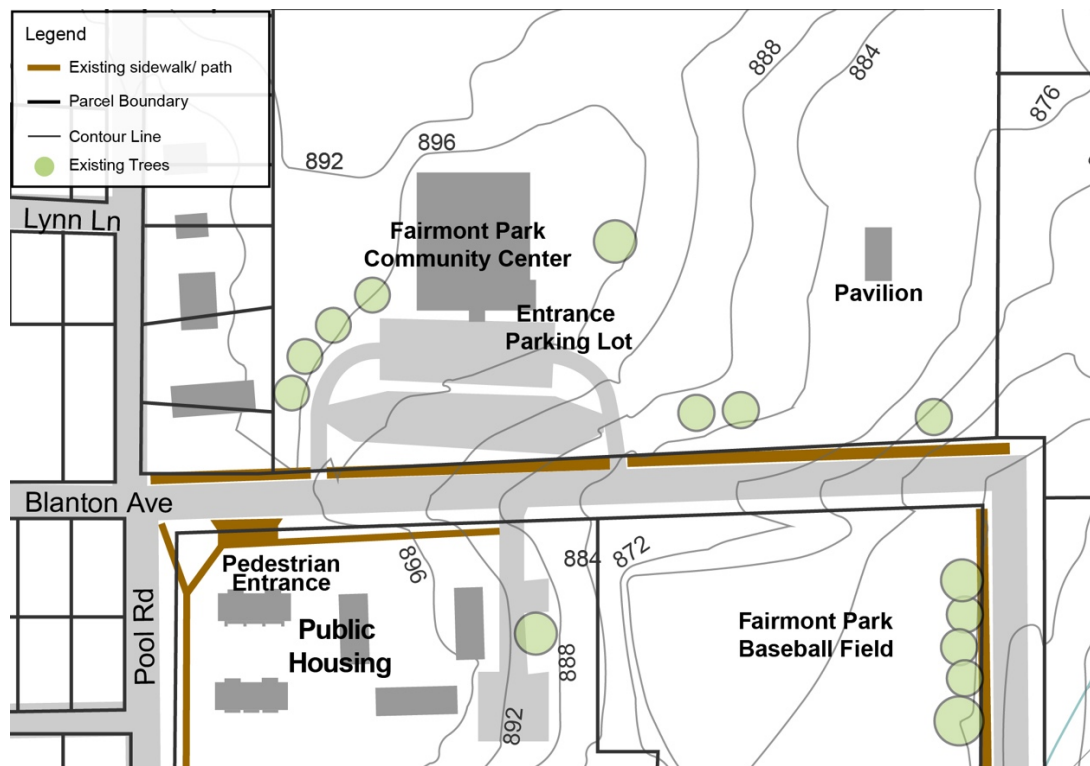 Legend
Existing sidewalk/ path
Parcel Boundary
Contour Line
Existing Trees
888
884
876
896
892
Lynn Ln
Fairmont Park
Community Center
Entrance
Parking Lot
Pavilion
Blanton Ave
Pedestrian
Entrance
896
884
872
Pool Rd
Public
Housing
888
892
Fairmont Park
Baseball Field